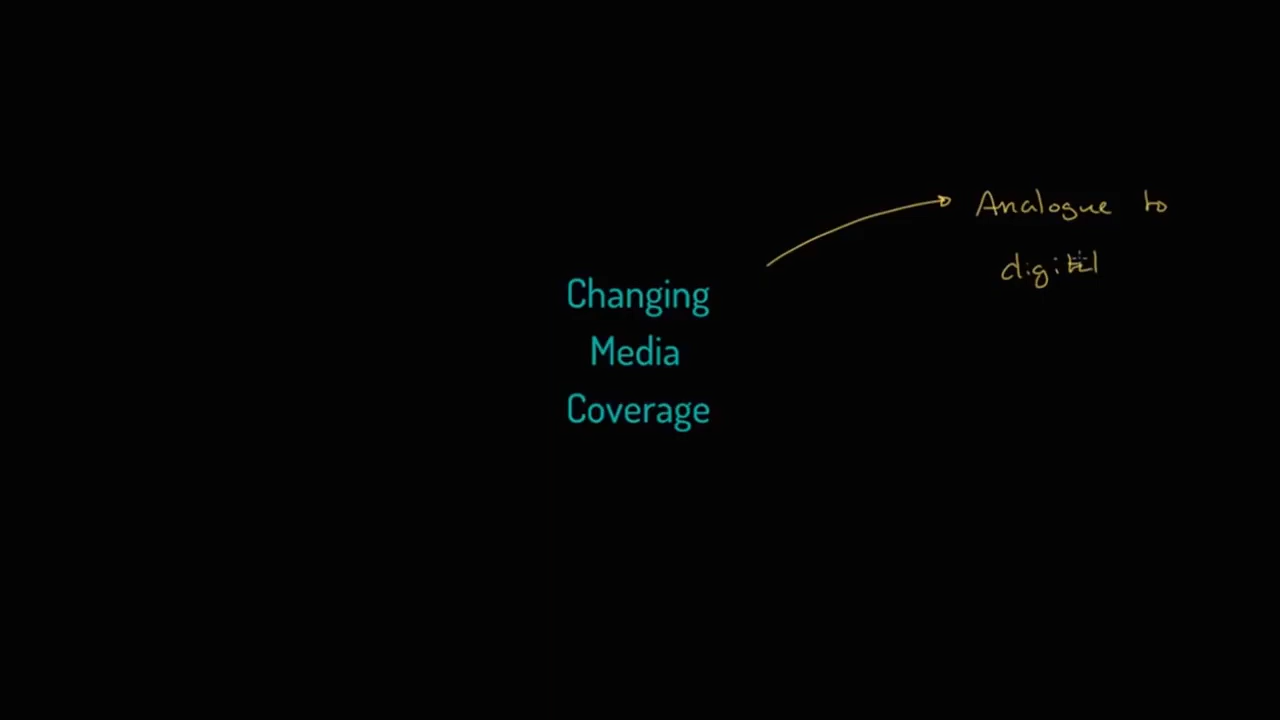 Changing
Media
Coverage
Analogue to
digital